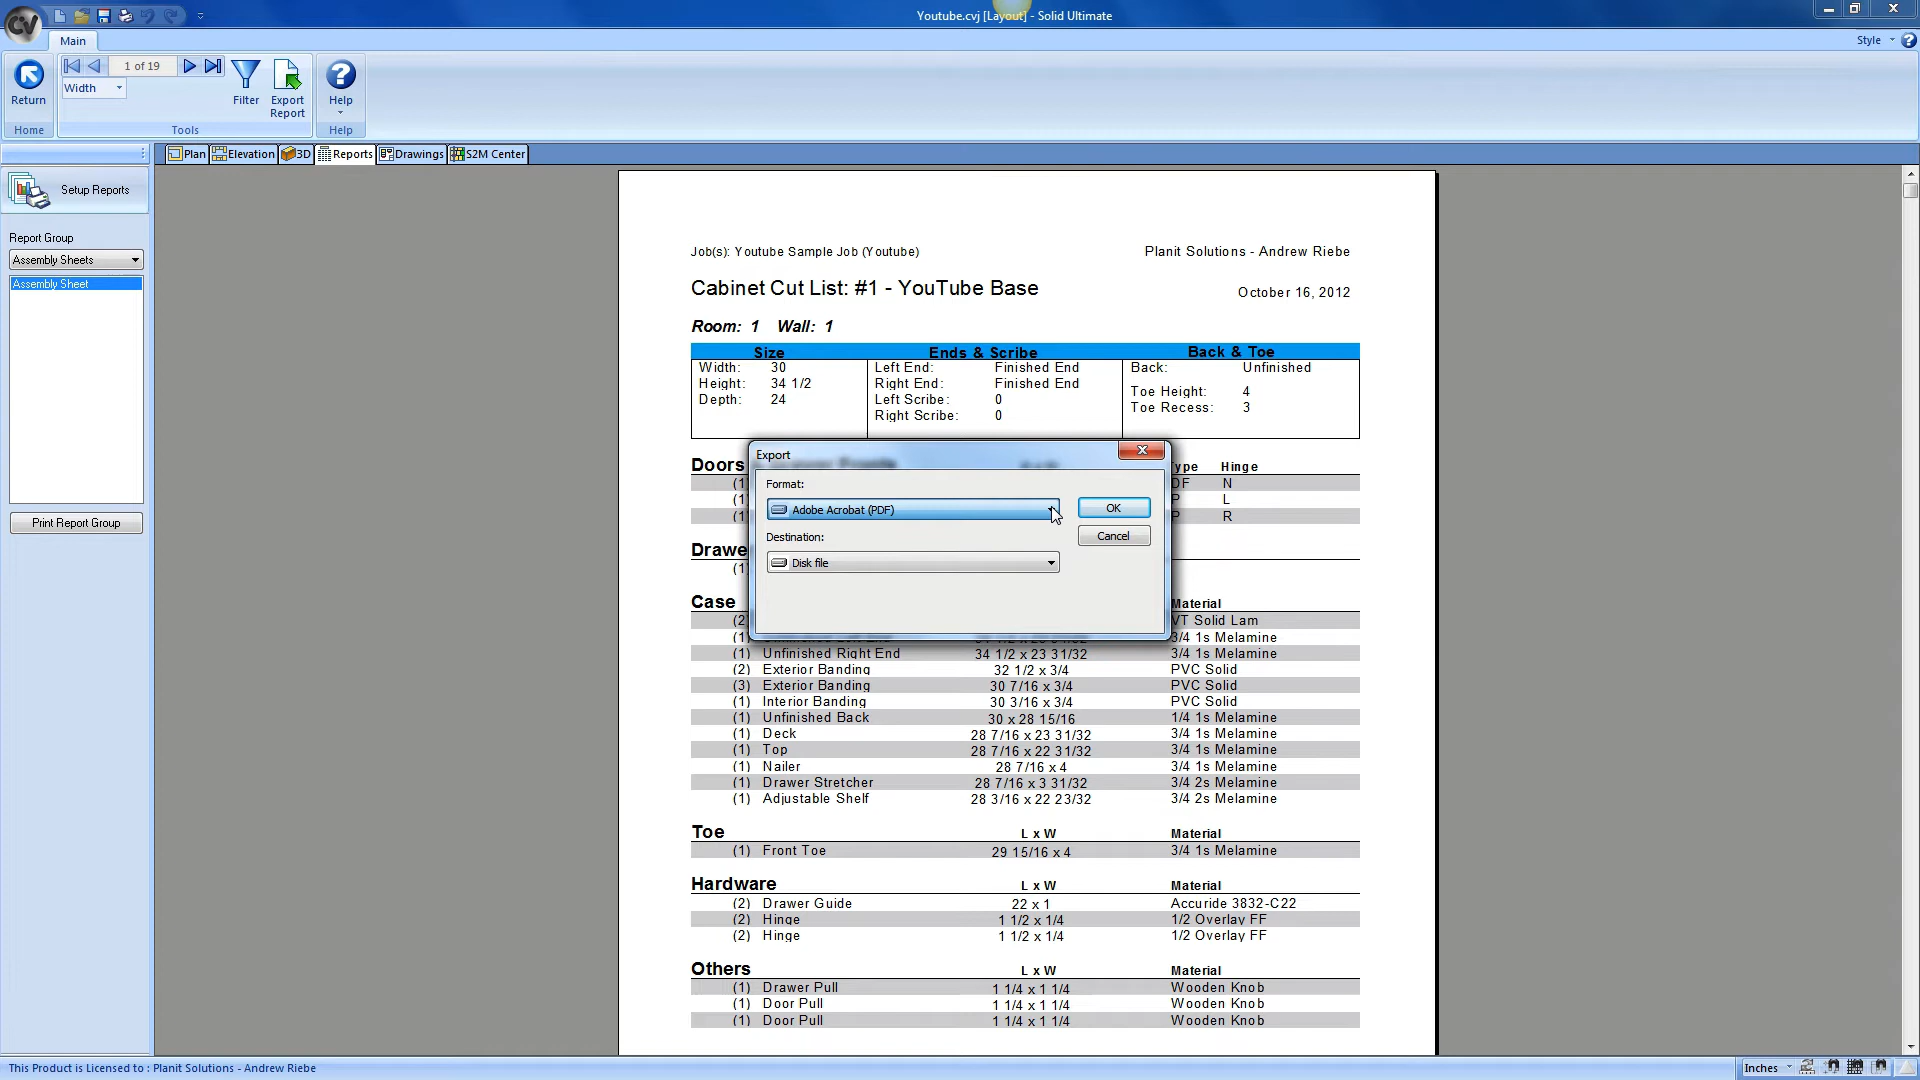 Youtube.cvj [Layout] - Solid Ultimate
Main
Style
1 of 19
Width
Return
Filter
Export
Report
Help
Home
Tools
Help
Plan
Elevation
3D
Reports
Drawings
S2M Center
Setup Reports
Report Group
Assembly Sheets
Assembly Sheet
Print Report Group
Job(s): Youtube Sample Job (Youtube)
Planit Solutions - Andrew Riebe
Cabinet Cut List: #1 - YouTube Base
October 16, 2012
Room: 1 Wall: 1
Size Ends & Scribe Back & Toe
Width: 30 Left End: Finished End Back: Unfinished
Height: 34 1/2 Right End: Finished End
Toe Height: 4
Depth: 24 Left Scribe: 0
Toe Recess: 3
Right Scribe: 0
Export
Format:
Adobe Acrobat (PDF)
OK
Destination:
Cancel
Disk file
Doors
Hinge
N
L
R
Case
Material
VT Solid Lam
3/4 1s Melamine
(1) Unfinished Right End 34 1/2 x 23 31/32 3/4 1s Melamine
(2) Exterior Banding 32 1/2 x 3/4 PVC Solid
(3) Exterior Banding 30 7/16 x 3/4 PVC Solid
(1) Interior Banding 30 3/16 x 3/4 PVC Solid
(1) Unfinished Back 30 x 28 15/16 1/4 1s Melamine
(1) Deck 28 7/16 x 23 31/32 3/4 1s Melamine
(1) Top 28 7/16 x 22 31/32 3/4 1s Melamine
(1) Nailer 28 7/16 x 4 3/4 1s Melamine
(1) Drawer Stretcher 28 7/16 x 3 31/32 3/4 2s Melamine
(1) Adjustable Shelf 28 3/16 x 22 23/32 3/4 2s Melamine
Toe L x W Material
(1) Front Toe 29 15/16 x 4 3/4 1s Melamine
Hardware L x W Material
(2) Drawer Guide 22 x 1 Accuride 3832-C22
(2) Hinge 1 1/2 x 1/4 1/2 Overlay FF
(2) Hinge 1 1/2 x 1/4 1/2 Overlay FF
Others L x W Material
(1) Drawer Pull 1 1/4 x 1 1/4 Wooden Knob
(1) Door Pull 1 1/4 x 1 1/4 Wooden Knob
(1) Door Pull 1 1/4 x 1 1/4 Wooden Knob
This Product is Licensed to : Planit Solutions - Andrew Riebe
Inches